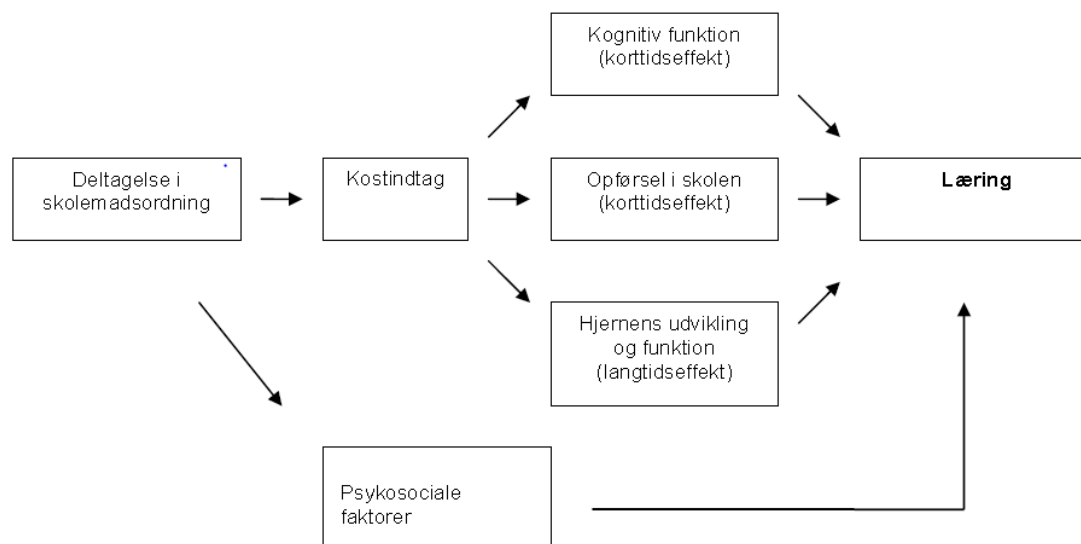 Kognitiv funktion
(korttidseffekt)
Deltagelse i
skolemadsordning
Kostindtag
Opførsel i skolen
(korttidseffekt)
Læring
Hjernens udvikling
og funktion
(langtidseffekt)
Psykosociale
faktorer